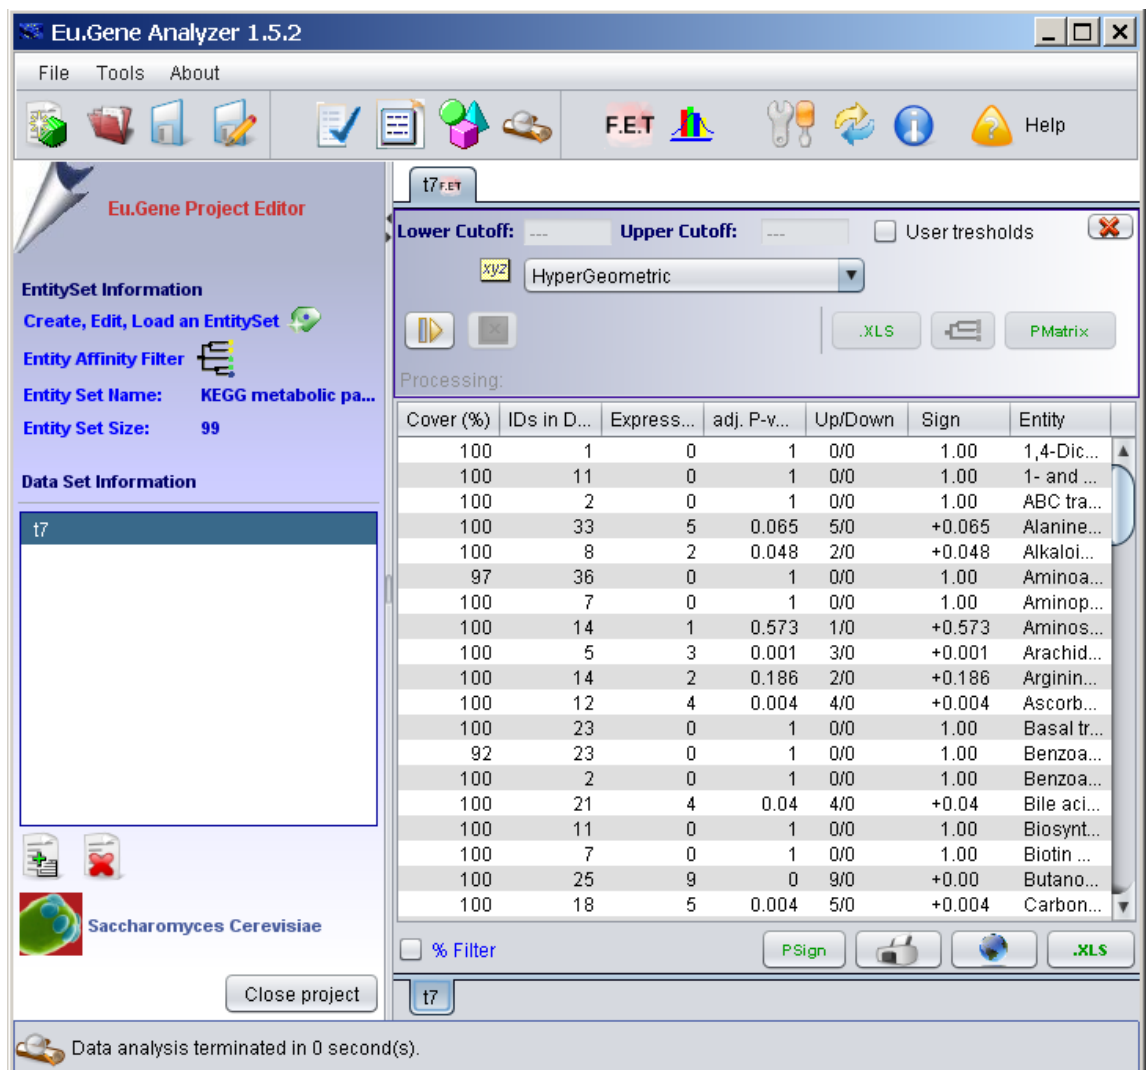 Eu.Gene Analyzer 1.5.2
File Tools About
F.E.T Help
Eu.Gene Project Editor
EntitySet Information
Create, Edit, Load an EntitySet
Entity Affinity Filter
Entity Set Name: KEGG metabolic pa...
Entity Set Size: 99
Data Set Information
t7
Saccharomyces Cerevisiae
Close project
t7 F.ET
Lower Cutoff: --- Upper Cutoff: --- User tresholds
xyz HyperGeometric
.XLS PMatrix
Processing:
Cover (%) IDs in D... Express... adj. P-v... Up/Down Sign Entity
100 1 0 1 0/0 1.00 1,4-Dic...
100 11 0 1 0/0 1.00 1- and ...
100 2 0 1 0/0 1.00 ABC tra...
100 33 5 0.065 5/0 +0.065 Alanine...
100 8 2 0.048 2/0 +0.048 Alkaloi...
97 36 0 1 0/0 1.00 Aminoa...
100 7 0 1 0/0 1.00 Aminop...
100 14 1 0.573 1/0 +0.573 Aminos...
100 5 3 0.001 3/0 +0.001 Arachid...
100 14 2 0.186 2/0 +0.186 Arginin...
100 12 4 0.004 4/0 +0.004 Ascorb...
100 23 0 1 0/0 1.00 Basal tr...
92 23 0 1 0/0 1.00 Benzoa...
100 2 0 1 0/0 1.00 Benzoa...
100 21 4 0.04 4/0 +0.04 Bile aci...
100 11 0 1 0/0 1.00 Biosynt...
100 7 0 1 0/0 1.00 Biotin ...
100 25 9 0 9/0 +0.00 Butano...
100 18 5 0.004 5/0 +0.004 Carbon...
% Filter PSign .XLS
t7
Data analysis terminated in 0 second(s).